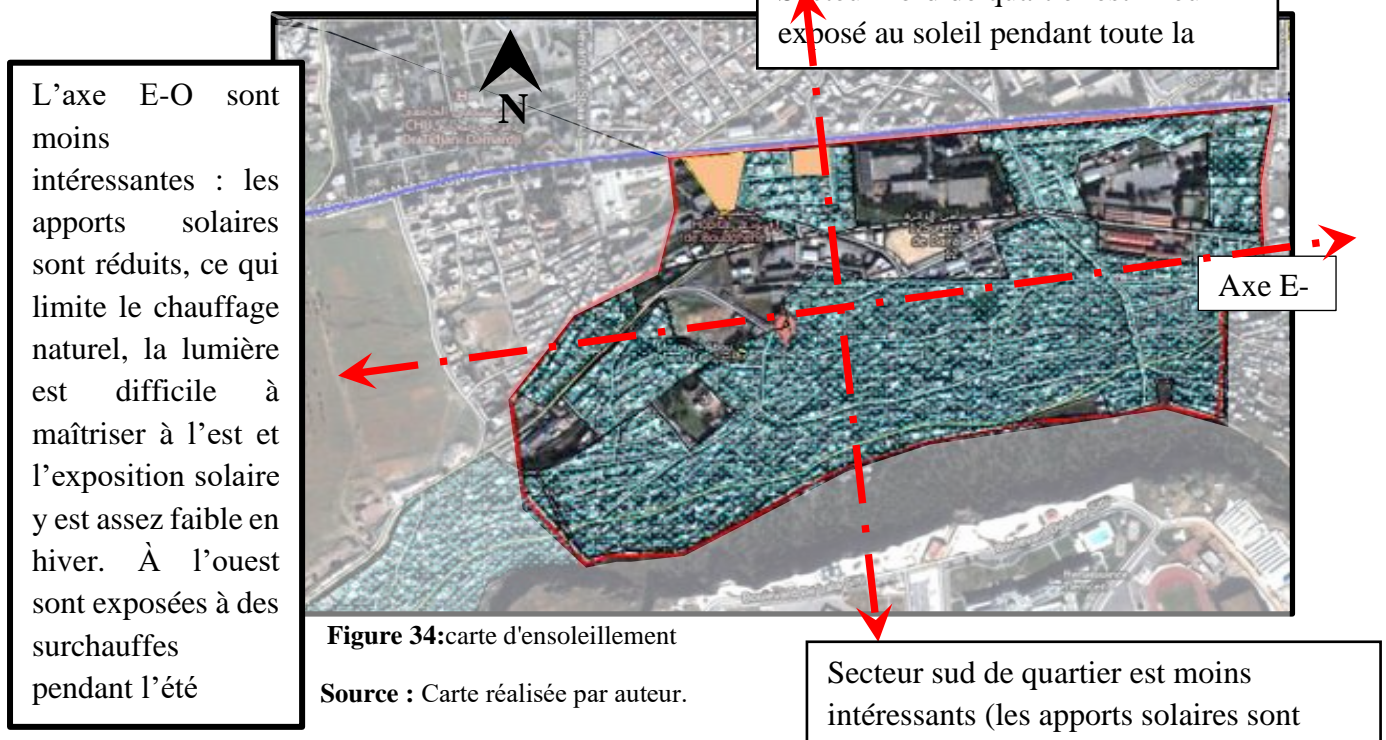 exposé au soleil pendant toute la
L’axe E-O sont
moins
intéressantes : les
apports solaires
sont réduits, ce qui
limite le chauffage
naturel, la lumière
est difficile à
maîtriser à l’est et
l’exposition solaire
y est assez faible en
hiver. À l’ouest
sont exposées à des
surchauffes
pendant l’été
N
Axe E-
Figure 34:carte d'ensoleillement
Source : Carte réalisée par auteur.
Secteur sud de quartier est moins
intéressants (les apports solaires sont